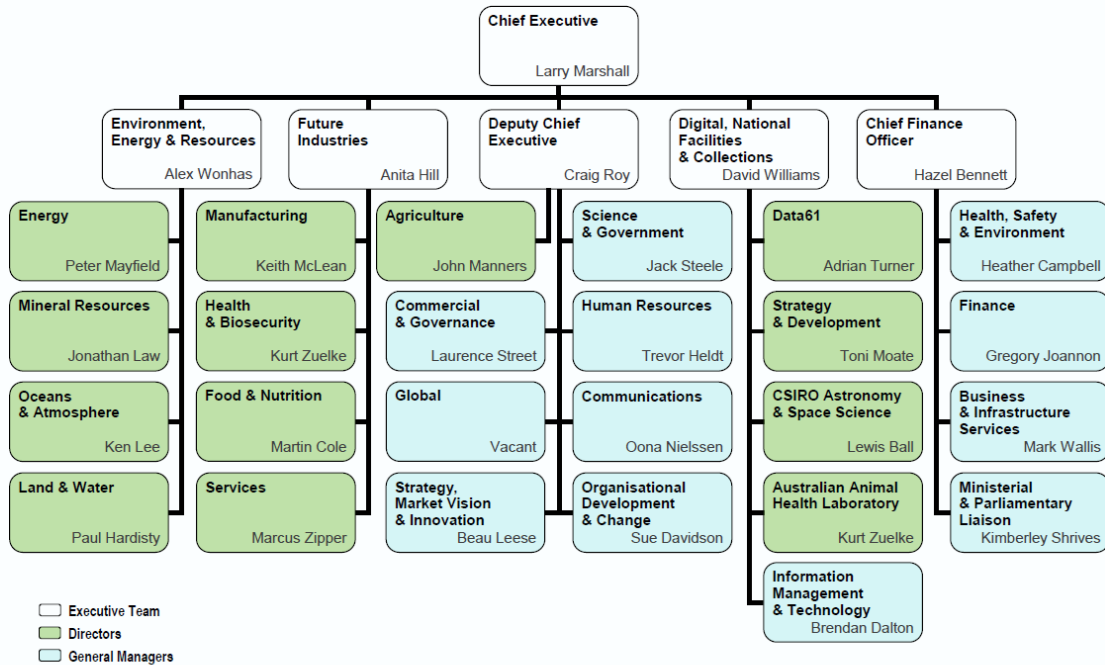 Chief Executive
Larry Marshall
Environment,
Energy & Resources
Alex Wonhas
Future
Industries
Anita Hill
Deputy Chief
Executive
Craig Roy
Digital, National
Facilities
& Collections
David Williams
Chief Finance
Officer
Hazel Bennett
Energy
Peter Mayfield
Manufacturing
Keith McLean
Agriculture
John Manners
Science
& Government
Jack Steele
Data61
Adrian Turner
Health, Safety
& Environment
Heather Campbell
Mineral Resources
Jonathan Law
Health
& Biosecurity
Kurt Zuelke
Commercial
& Governance
Laurence Street
Human Resources
Trevor Heldt
Strategy
& Development
Toni Moate
Finance
Gregory Joannon
Oceans
& Atmosphere
Ken Lee
Food & Nutrition
Martin Cole
Global
Vacant
Communications
Oona Nielssen
CSIRO Astronomy
& Space Science
Lewis Ball
Business
& Infrastructure
Services
Mark Wallis
Land & Water
Paul Hardisty
Services
Marcus Zipper
Strategy,
Market Vision
& Innovation
Beau Leese
Organisational
Development
& Change
Sue Davidson
Australian Animal
Health Laboratory
Kurt Zuelke
Ministerial
& Parliamentary
Liaison
Kimberley Shrives
Information
Management
& Technology
Brendan Dalton
Executive Team
Directors
General Managers